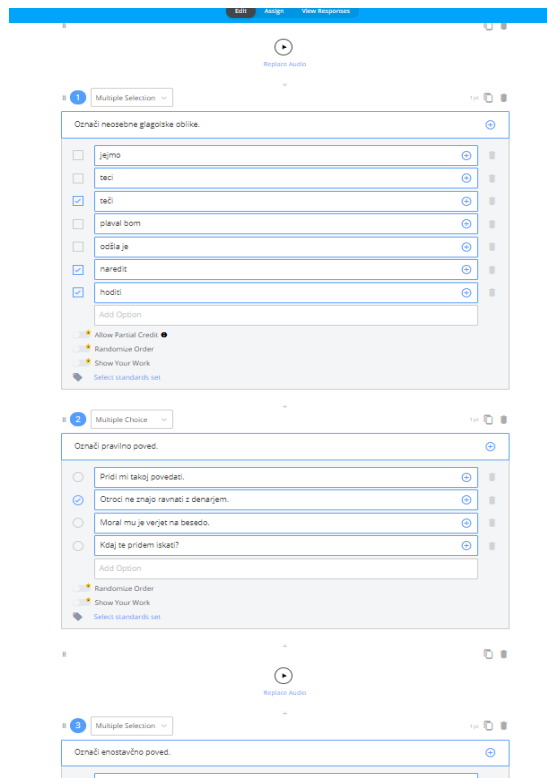 Edit Assign View Responses
Replace Audio
1 Multiple Selection 1 pt
Označi neosebne glagolske oblike.
jejmo
teci
teči
plaval bom
odšla je
naredit
hoditi
Add Option
Allow Partial Credit
Randomize Order
Show Your Work
Select standards set
2 Multiple Choice 1 pt
Označi pravilno poved.
Pridi mi takoj povedati.
Otroci ne znajo ravnati z denarjem.
Moral mu je verjet na besedo.
Kdaj te pridem iskati?
Add Option
Randomize Order
Show Your Work
Select standards set
Replace Audio
3 Multiple Selection 1 pt
Označi enostavčno poved.